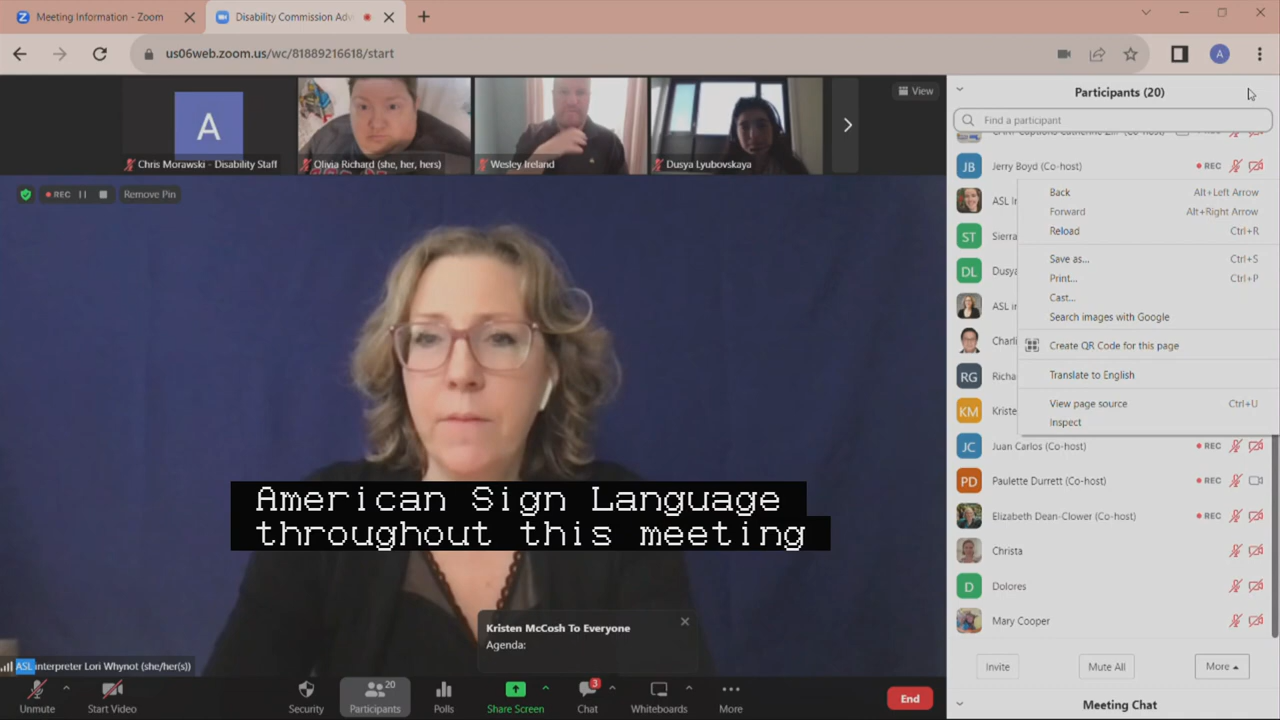 Meeting Information - Zoom
Disability Commission Adv
us06web.zoom.us/wc/81889216618/start
A
A
Chris Morawski - Disability Staff
Olivia Richard (she, her, hers)
Wesley Ireland
Dusya Lyubovskaya
View
REC
Remove Pin
American Sign Language
throughout this meeting
Kristen McCosh To Everyone
Agenda:
ASL Interpreter Lori Whynot (she/her(s))
Unmute
Start Video
Security
20
Participants
Polls
Share Screen
3
Chat
Whiteboards
More
End
Participants (20)
Find a participant
JB Jerry Boyd (Co-host) REC
ASL
ST Sierra
DL Dusya
ASL
Charli
RG Richa
KM Kriste
JC Juan Carlos (Co-host) REC
PD Paulette Durrett (Co-host) REC
Elizabeth Dean-Clower (Co-host) REC
Christa
D Dolores
Mary Cooper
Back Alt+Left Arrow
Forward Alt+Right Arrow
Reload Ctrl+R
Save as... Ctrl+S
Print... Ctrl+P
Cast...
Search images with Google
Create QR Code for this page
Translate to English
View page source Ctrl+U
Inspect
Invite
Mute All
More
Meeting Chat